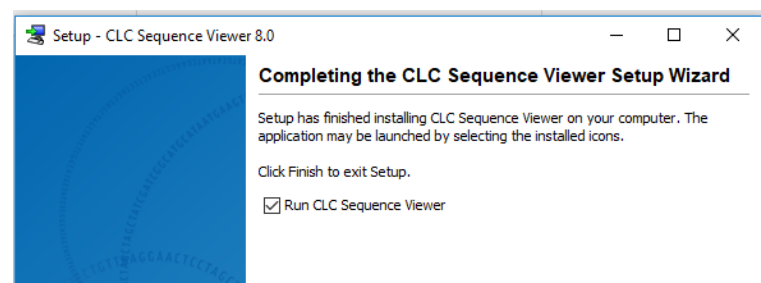 Setup - CLC Sequence Viewer 8.0
Completing the CLC Sequence Viewer Setup Wizard
Setup has finished installing CLC Sequence Viewer on your computer. The
application may be launched by selecting the installed icons.
Click Finish to exit Setup.
Run CLC Sequence Viewer